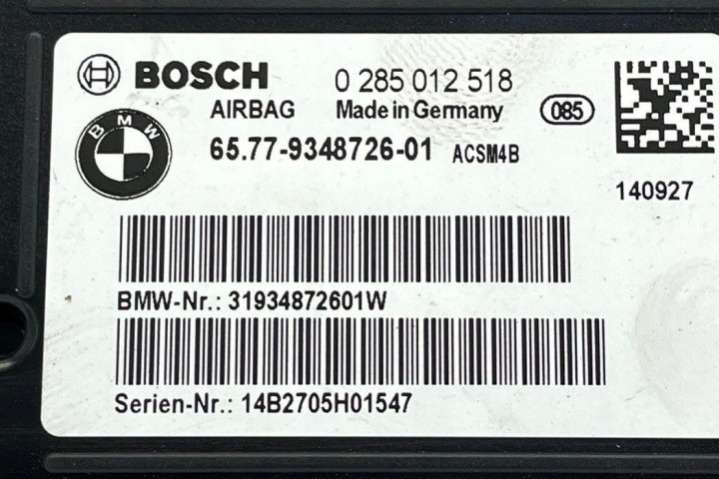 BOSCH 0 285 012 518
AIRBAG Made in Germany 085
BMW 65.77-9348726-01 ACSM4B
140927
BMW-Nr.: 31934872601W
Serien-Nr.: 14B2705H01547